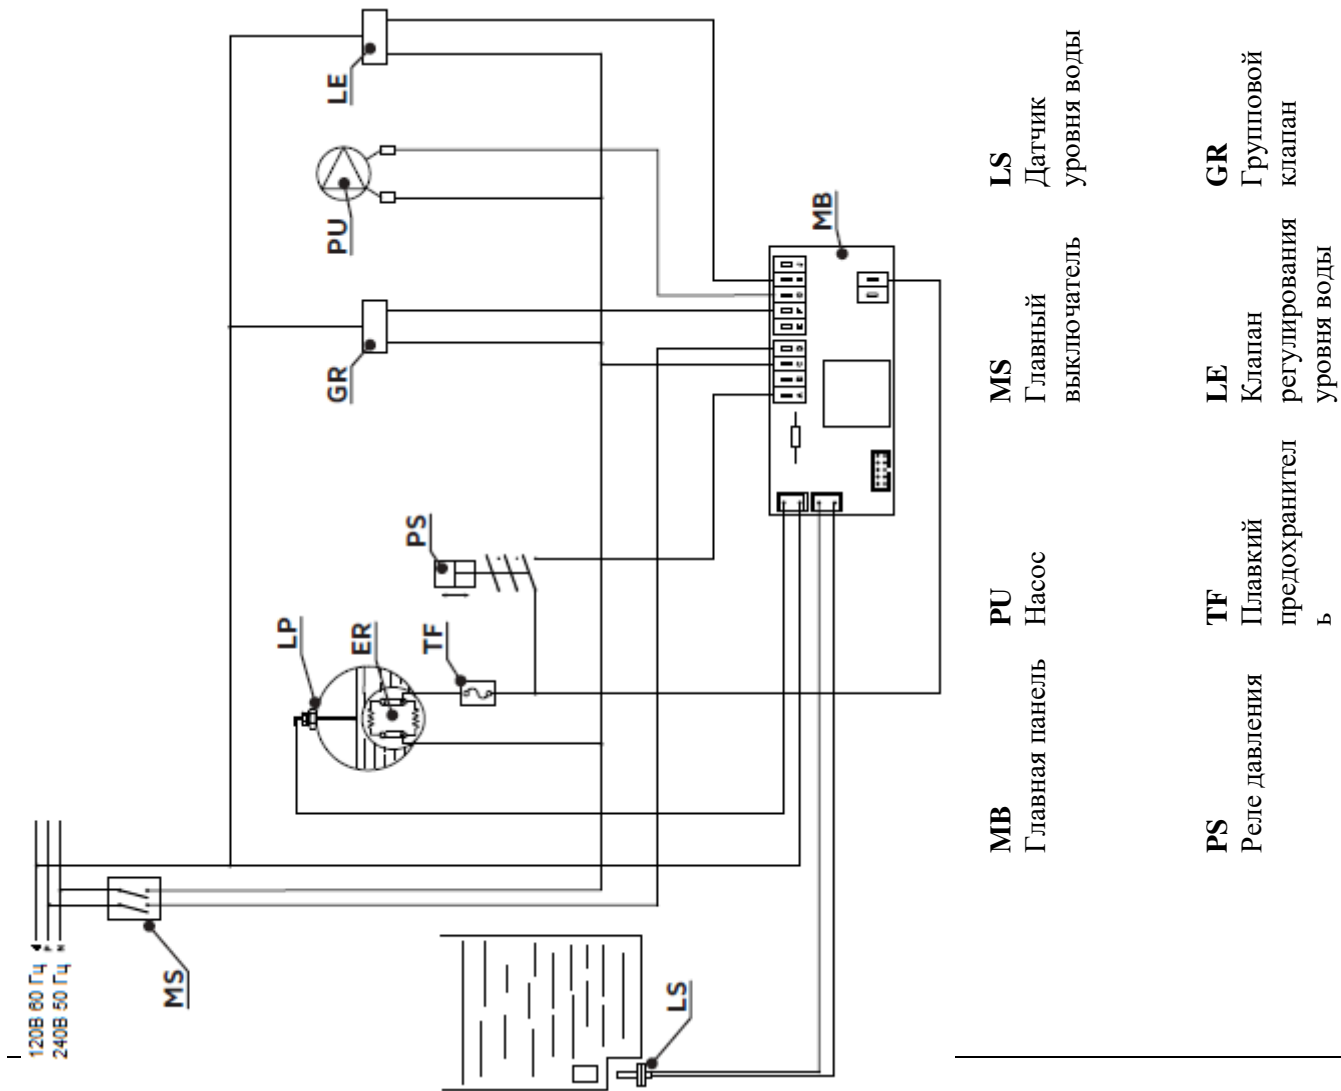 120В 60 Гц
240В 50 Гц
MS
LP
ER
TF
PS
GR
PU
LE
LS
MB
MB
Главная панель
PU
Насос
MS
Главный
выключатель
LS
Датчик
уровня воды
PS
Реле давления
TF
Плавкий
предохранител
ь
LE
Клапан
регулирования
уровня воды
GR
Групповой
клапан